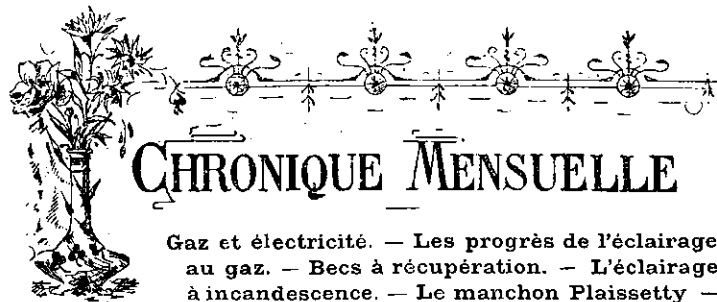 CHRONIQUE MENSUELLE
Gaz et électricité. — Les progrès de l'éclairage
au gaz. — Becs à récupération. — L'éclairage
à incandescence. — Le manchon Plaissetty —